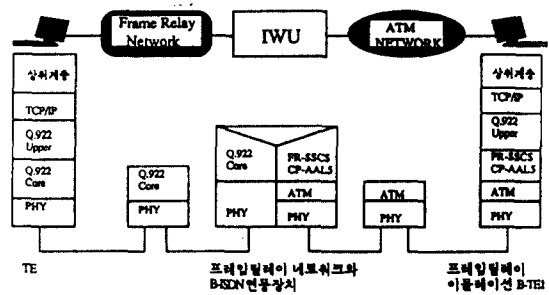 Frame Relay
Network
IWU
ATM
NETWORK
상위계층
TCP/IP
Q.922
Upper
Q.922
Core
PHY
Q.922
Core
PHY
Q.922
Core
PHY
FR-SSCS
CP-AAL5
ATM
PHY
ATM
PHY
상위계층
TCP/IP
Q.922
Upper
FR-SSCS
CP-AAL5
ATM
PHY
TE
프레임릴레이 네트워크와
B-ISDN 연동장치
프레임릴레이
이뮬레이션 B-TE1